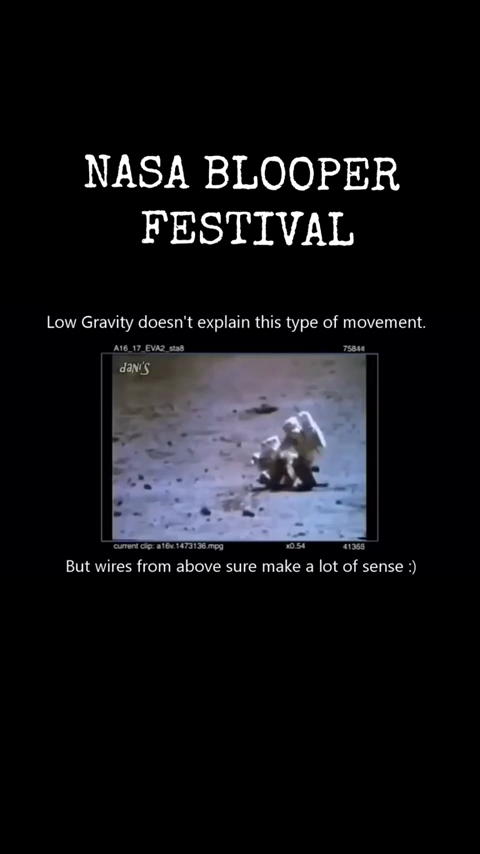 NASA BLOOPER
FESTIVAL
Low Gravity doesn't explain this type of movement.
A16_17_EVA2_sta8 75844
daNi'S
current clip: a16v.1473136.mpg x0.54 41368
But wires from above sure make a lot of sense :)